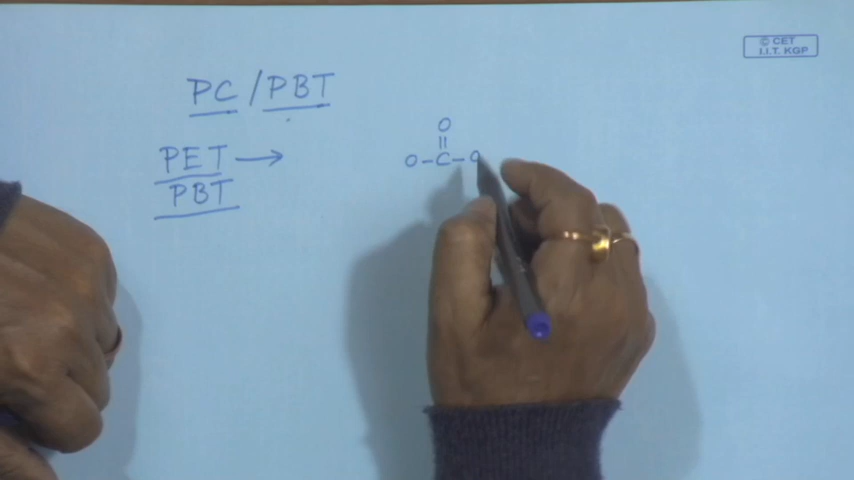 © CET
I.I.T. KGP
PC / PBT
PET →
PBT
O
||
O-C-O